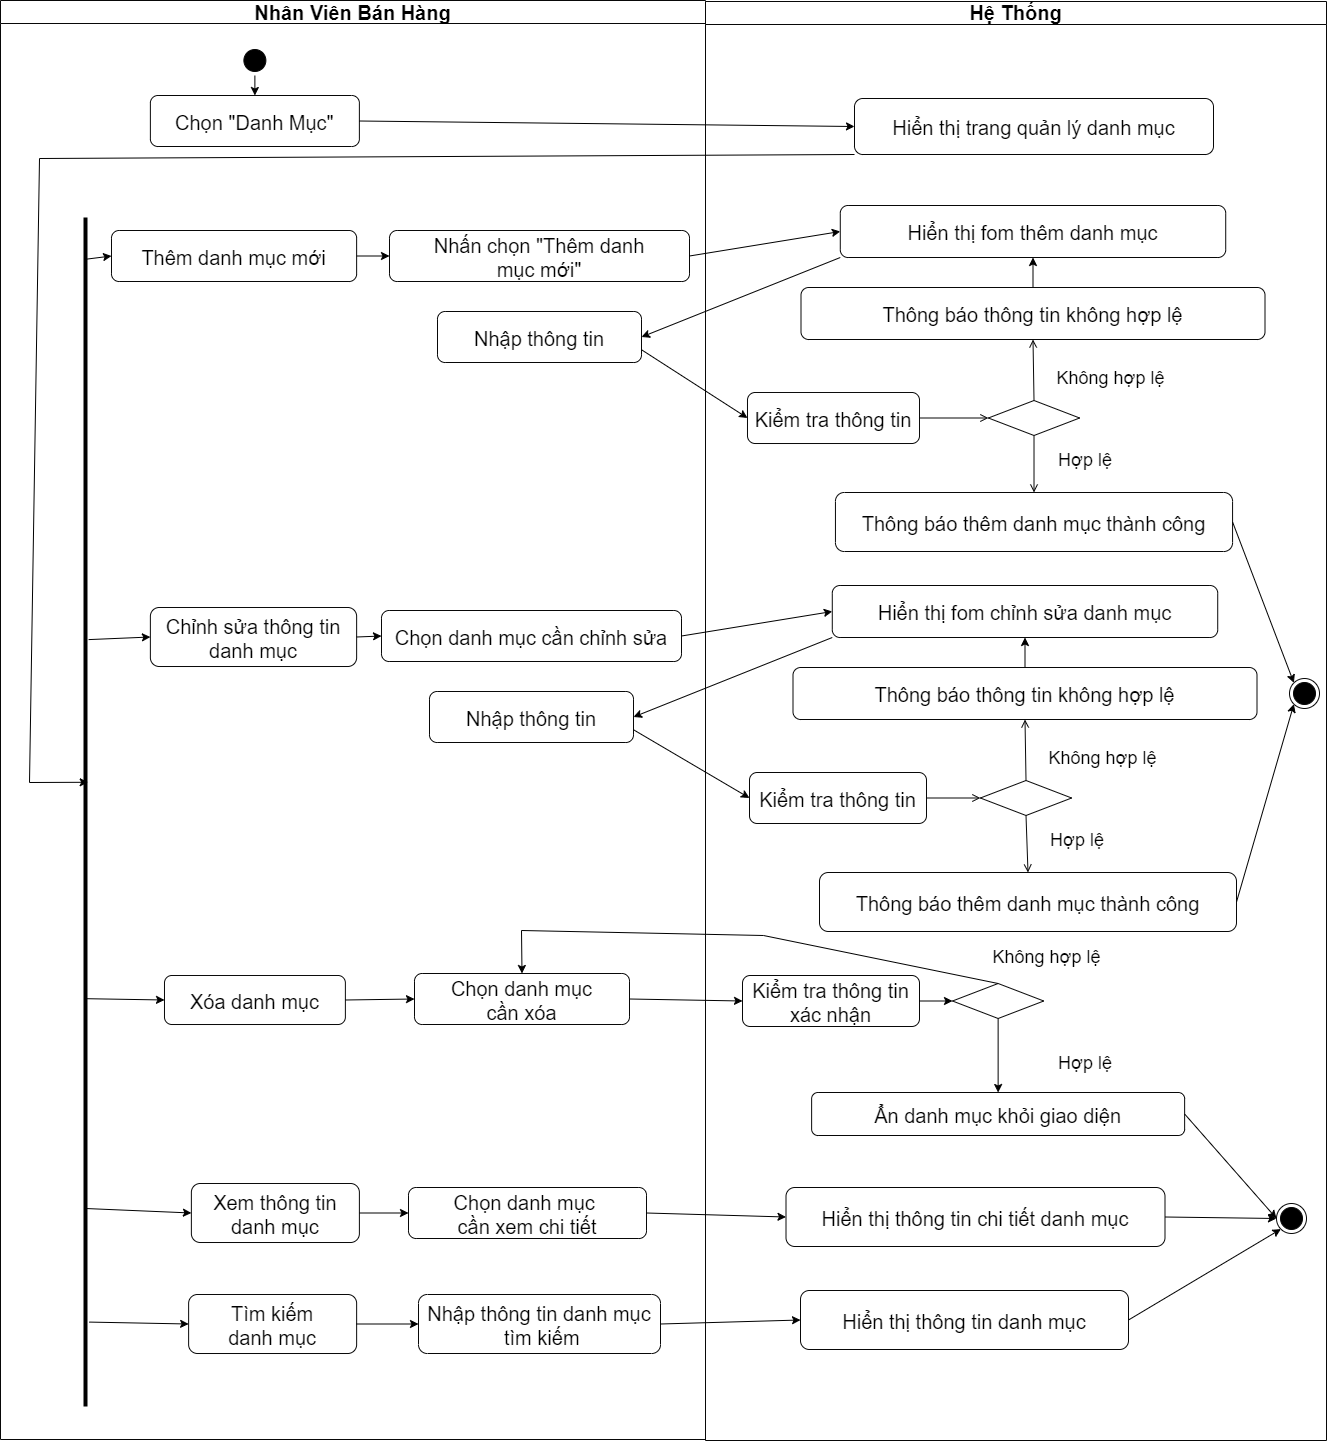 Nhân Viên Bán Hàng
Hệ Thống
Chọn "Danh Mục"
Hiển thị trang quản lý danh mục
Thêm danh mục mới
Nhấn chọn "Thêm danh
mục mới"
Hiển thị fom thêm danh mục
Thông báo thông tin không hợp lệ
Nhập thông tin
Không hợp lệ
Kiểm tra thông tin
Hợp lệ
Thông báo thêm danh mục thành công
Chỉnh sửa thông tin
danh mục
Chọn danh mục cần chỉnh sửa
Hiển thị fom chỉnh sửa danh mục
Thông báo thông tin không hợp lệ
Nhập thông tin
Không hợp lệ
Kiểm tra thông tin
Hợp lệ
Thông báo thêm danh mục thành công
Không hợp lệ
Xóa danh mục
Chọn danh mục
cần xóa
Kiểm tra thông tin
xác nhận
Hợp lệ
Ẩn danh mục khỏi giao diện
Xem thông tin
danh mục
Chọn danh mục
cần xem chi tiết
Hiển thị thông tin chi tiết danh mục
Tìm kiếm
danh mục
Nhập thông tin danh mục
tìm kiếm
Hiển thị thông tin danh mục